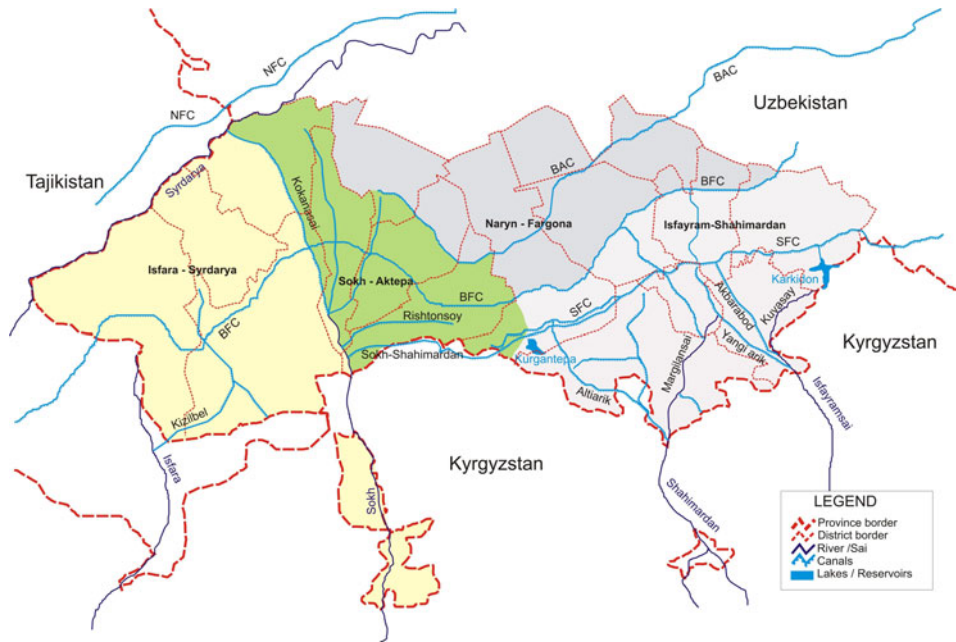 NFC
NFC
BAC
Uzbekistan
Tajikistan
Syrdarya
Kokanasai
BAC
BFC
Naryn - Fargona
Isfayram-Shahimardan
SFC
Isfara - Syrdarya
Sokh - Aktepa
Karkidon
BFC
BFC
SFC
Akbarabod
Kuvasay
Rishtonsoy
Sokh-Shahimardan
Kurgantepa
Margilansai
Yangi arik
Kyrgyzstan
Altiarik
Isfayramsai
Kizilbel
Isfara
Sokh
Kyrgyzstan
Shahimardan
LEGEND
Province border
District border
River /Sai
Canals
Lakes / Reservoirs